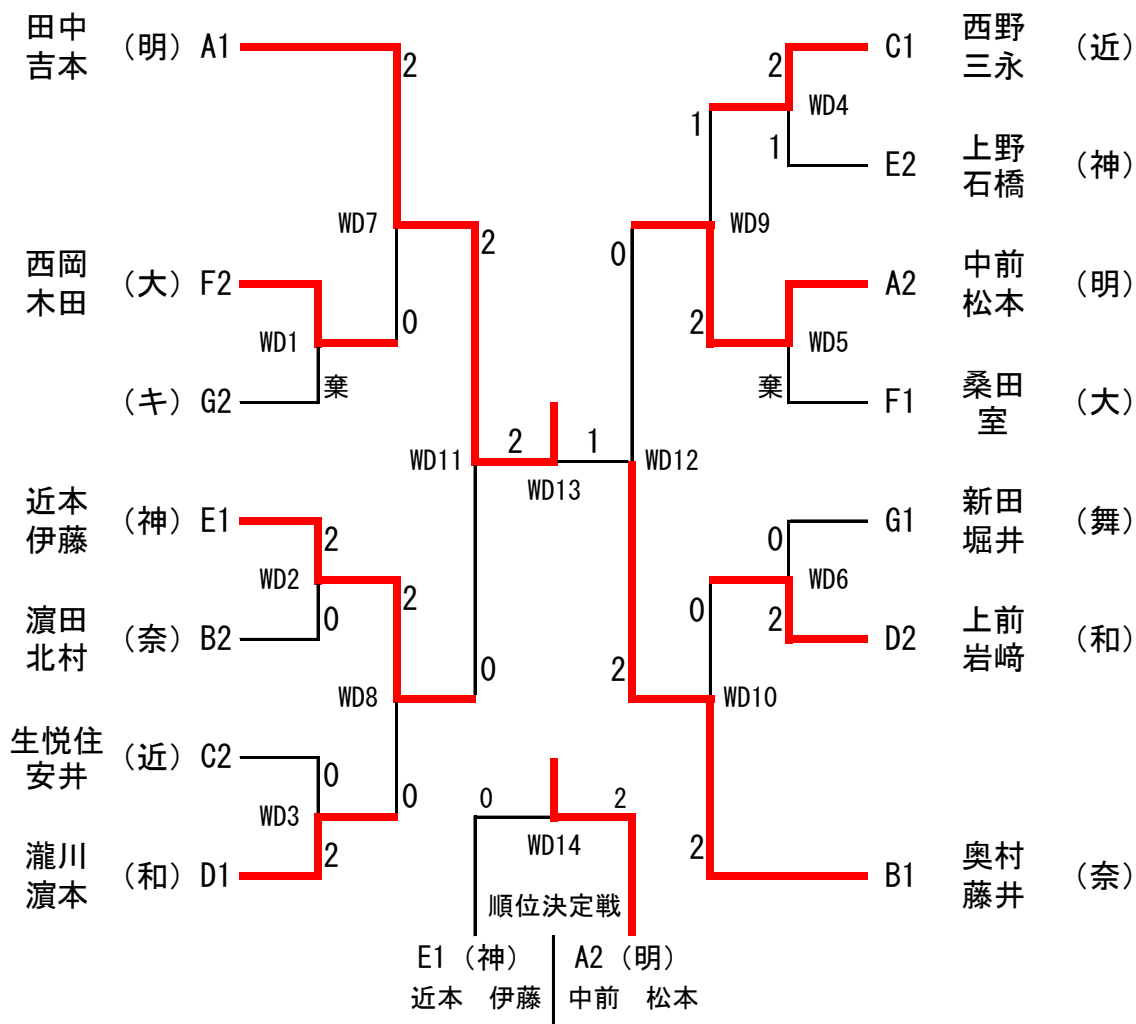 田中
吉本
（明）A1
2
WD7
西岡
木田
（大）F2
WD1
0
（キ）G2
棄
2
WD11
近本
伊藤
（神）E1
2
WD2
0
2
濵田
北村
（奈）B2
WD8
0
生悦住
安井
（近）C2
0
WD3
0
2
瀧川
濵本
（和）D1
2
WD13
1
西野
三永
（近）
C1
2
WD4
1
1
上野
石橋
（神）
E2
WD9
0
中前
松本
（明）
A2
2
WD5
棄
桑田
室
（大）
F1
WD12
新田
堀井
（舞）
G1
0
WD6
0
2
上前
岩﨑
（和）
D2
2
WD10
2
奥村
藤井
（奈）
B1
0
2
WD14
順位決定戦
E1（神）
A2（明）
近本　伊藤
中前　松本